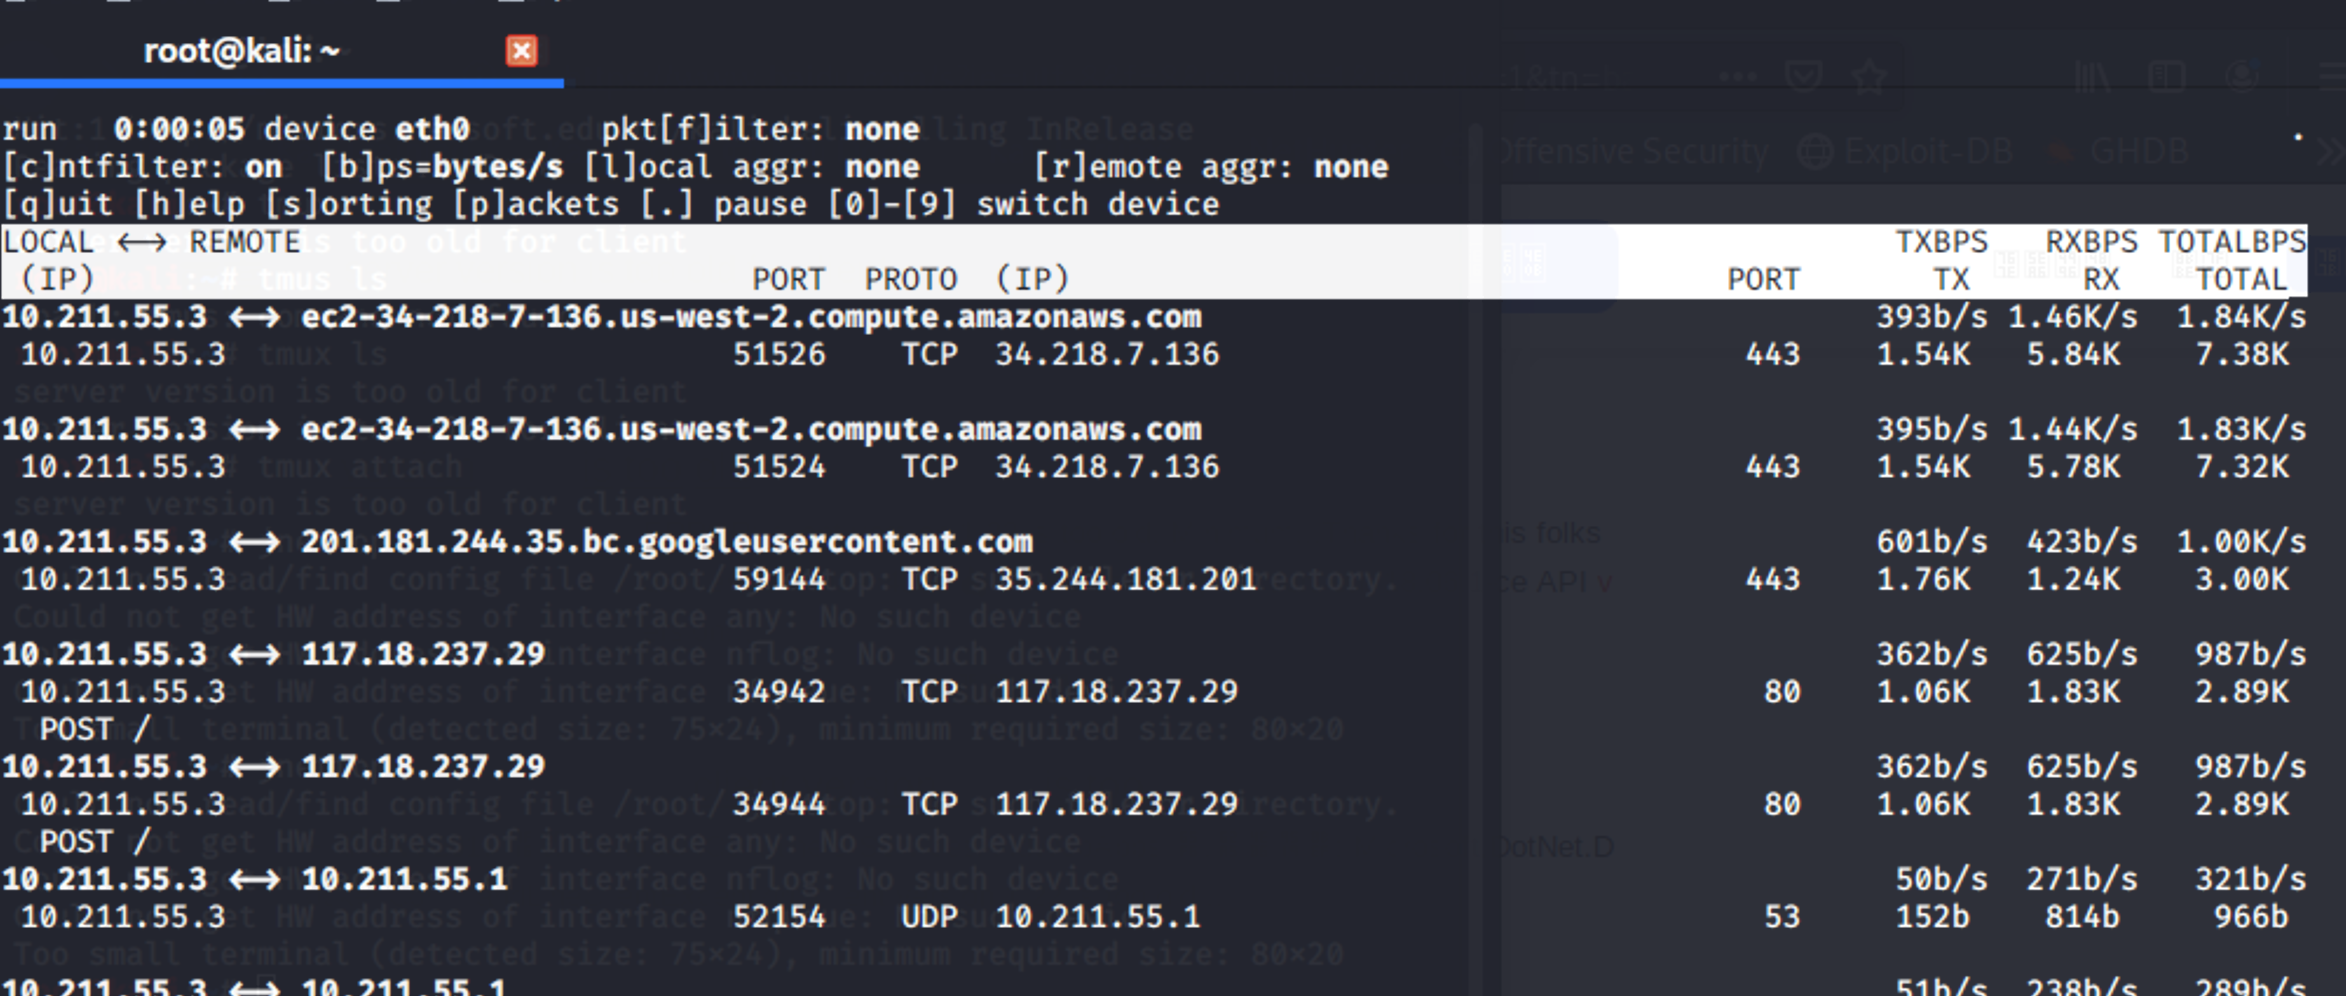 root@kali: ~
run 0:00:05 device eth0 pkt[f]ilter: none .
[c]ntfilter: on [b]ps=bytes/s [l]ocal aggr: none [r]emote aggr: none
[q]uit [h]elp [s]orting [p]ackets [.] pause [0]-[9] switch device
LOCAL <-> REMOTE TXBPS RXBPS TOTALBPS
(IP) PORT PROTO (IP) PORT TX RX TOTAL
10.211.55.3 <-> ec2-34-218-7-136.us-west-2.compute.amazonaws.com 393b/s 1.46K/s 1.84K/s
10.211.55.3 51526 TCP 34.218.7.136 443 1.54K 5.84K 7.38K
10.211.55.3 <-> ec2-34-218-7-136.us-west-2.compute.amazonaws.com 395b/s 1.44K/s 1.83K/s
10.211.55.3 51524 TCP 34.218.7.136 443 1.54K 5.78K 7.32K
10.211.55.3 <-> 201.181.244.35.bc.googleusercontent.com 601b/s 423b/s 1.00K/s
10.211.55.3 59144 TCP 35.244.181.201 443 1.76K 1.24K 3.00K
10.211.55.3 <-> 117.18.237.29 362b/s 625b/s 987b/s
10.211.55.3 34942 TCP 117.18.237.29 80 1.06K 1.83K 2.89K
POST /
10.211.55.3 <-> 117.18.237.29 362b/s 625b/s 987b/s
10.211.55.3 34944 TCP 117.18.237.29 80 1.06K 1.83K 2.89K
POST /
10.211.55.3 <-> 10.211.55.1 50b/s 271b/s 321b/s
10.211.55.3 52154 UDP 10.211.55.1 53 152b 814b 966b
10.211.55.3 <-> 10.211.55.1 51b/s 238b/s 289b/s